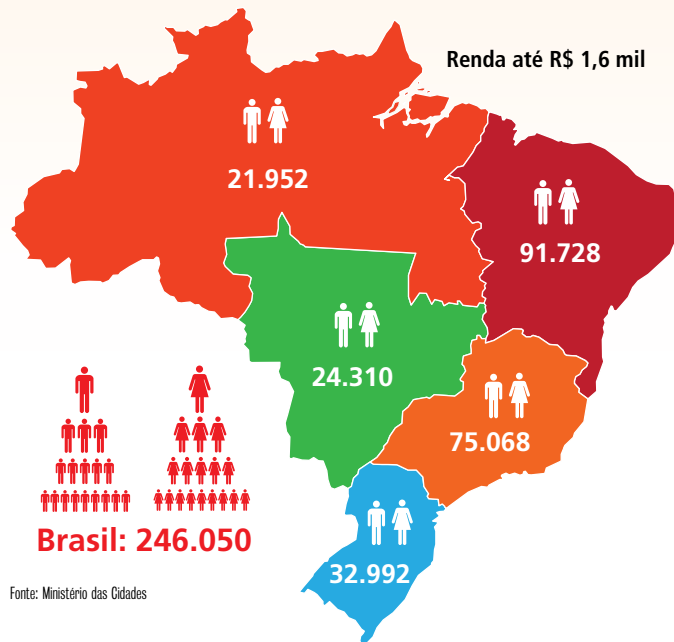 Renda até R$ 1,6 mil
21.952
91.728
24.310
75.068
Brasil: 246.050
32.992
Fonte: Ministério das Cidades